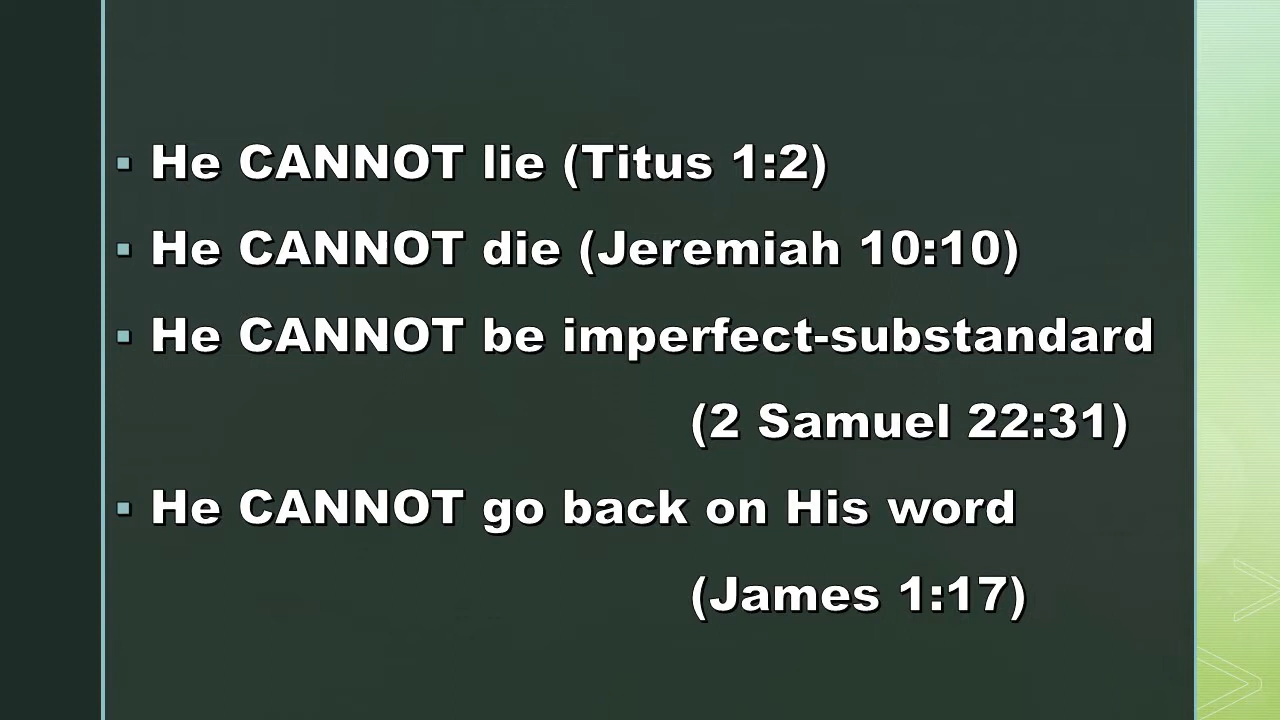 ▪ He CANNOT lie (Titus 1:2)
▪ He CANNOT die (Jeremiah 10:10)
▪ He CANNOT be imperfect-substandard
(2 Samuel 22:31)
▪ He CANNOT go back on His word
(James 1:17)